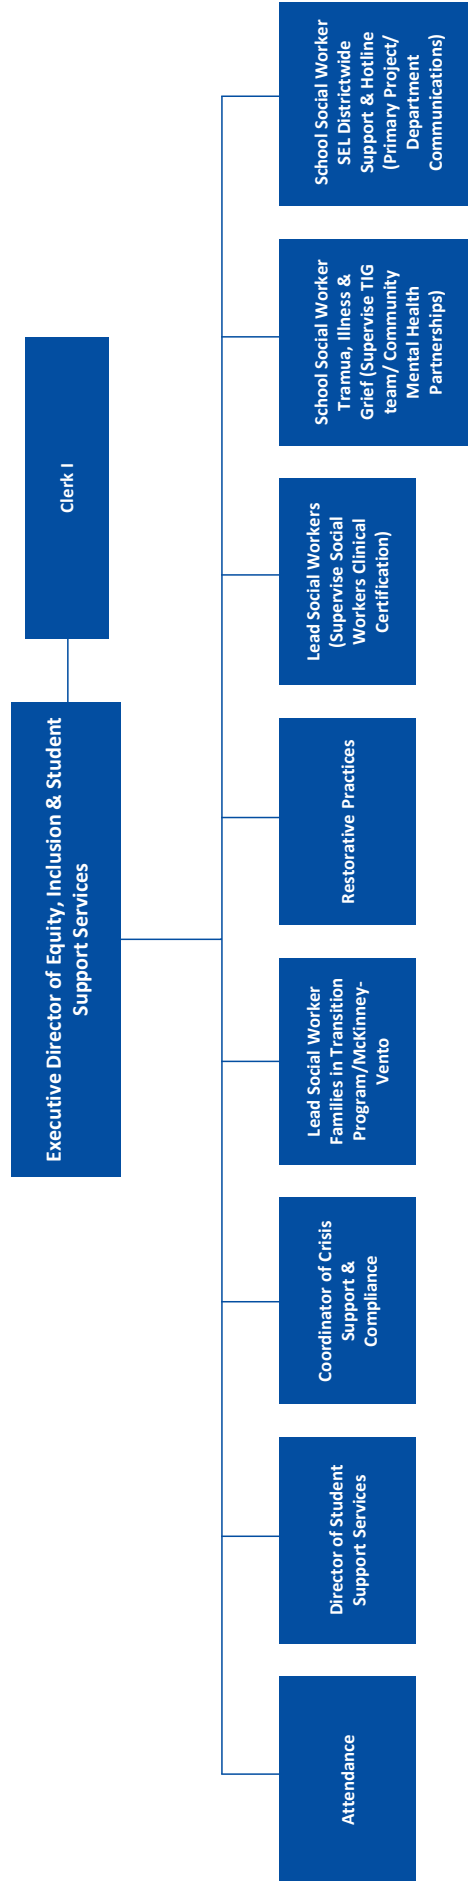 Executive Director of Equity, Inclusion & Student
Support Services
Clerk I
Attendance
Director of Student
Support Services
Coordinator of Crisis
Support &
Compliance
Lead Social Worker
Families in Transition
Program/McKinney-
Vento
Restorative Practices
Lead Social Workers
(Supervise Social
Workers Clinical
Certification)
School Social Worker
Tramua, Illness &
Grief (Supervise TIG
team/ Community
Mental Health
Partnerships)
School Social Worker
SEL Districtwide
Support & Hotline
(Primary Project/
Department
Communications)